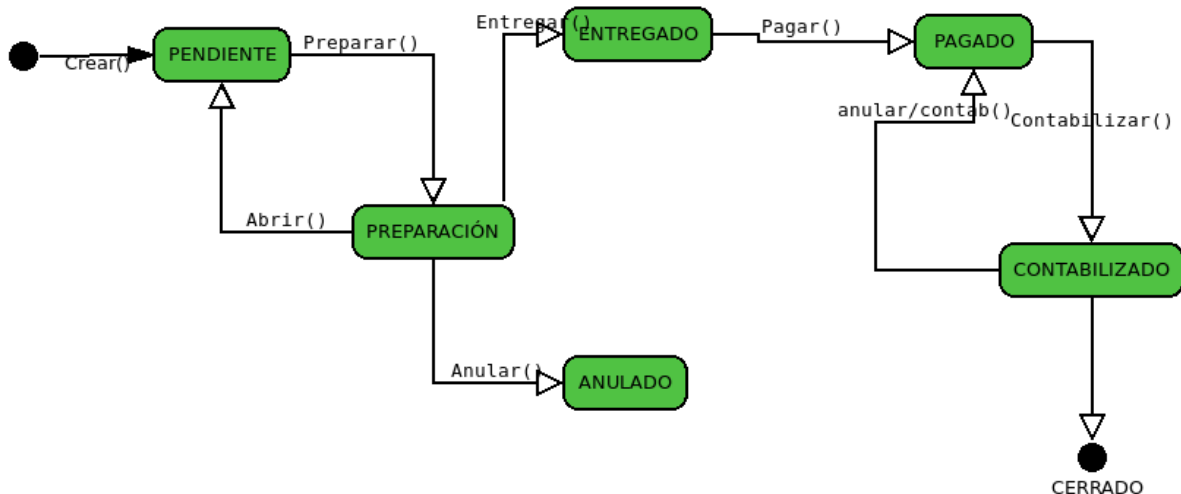 Crear()
PENDIENTE
Preparar()
Entregar()
ENTREGADO
Pagar()
PAGADO
anular/contab()
Contabilizar()
Abrir()
PREPARACIÓN
CONTABILIZADO
Anular()
ANULADO
CERRADO